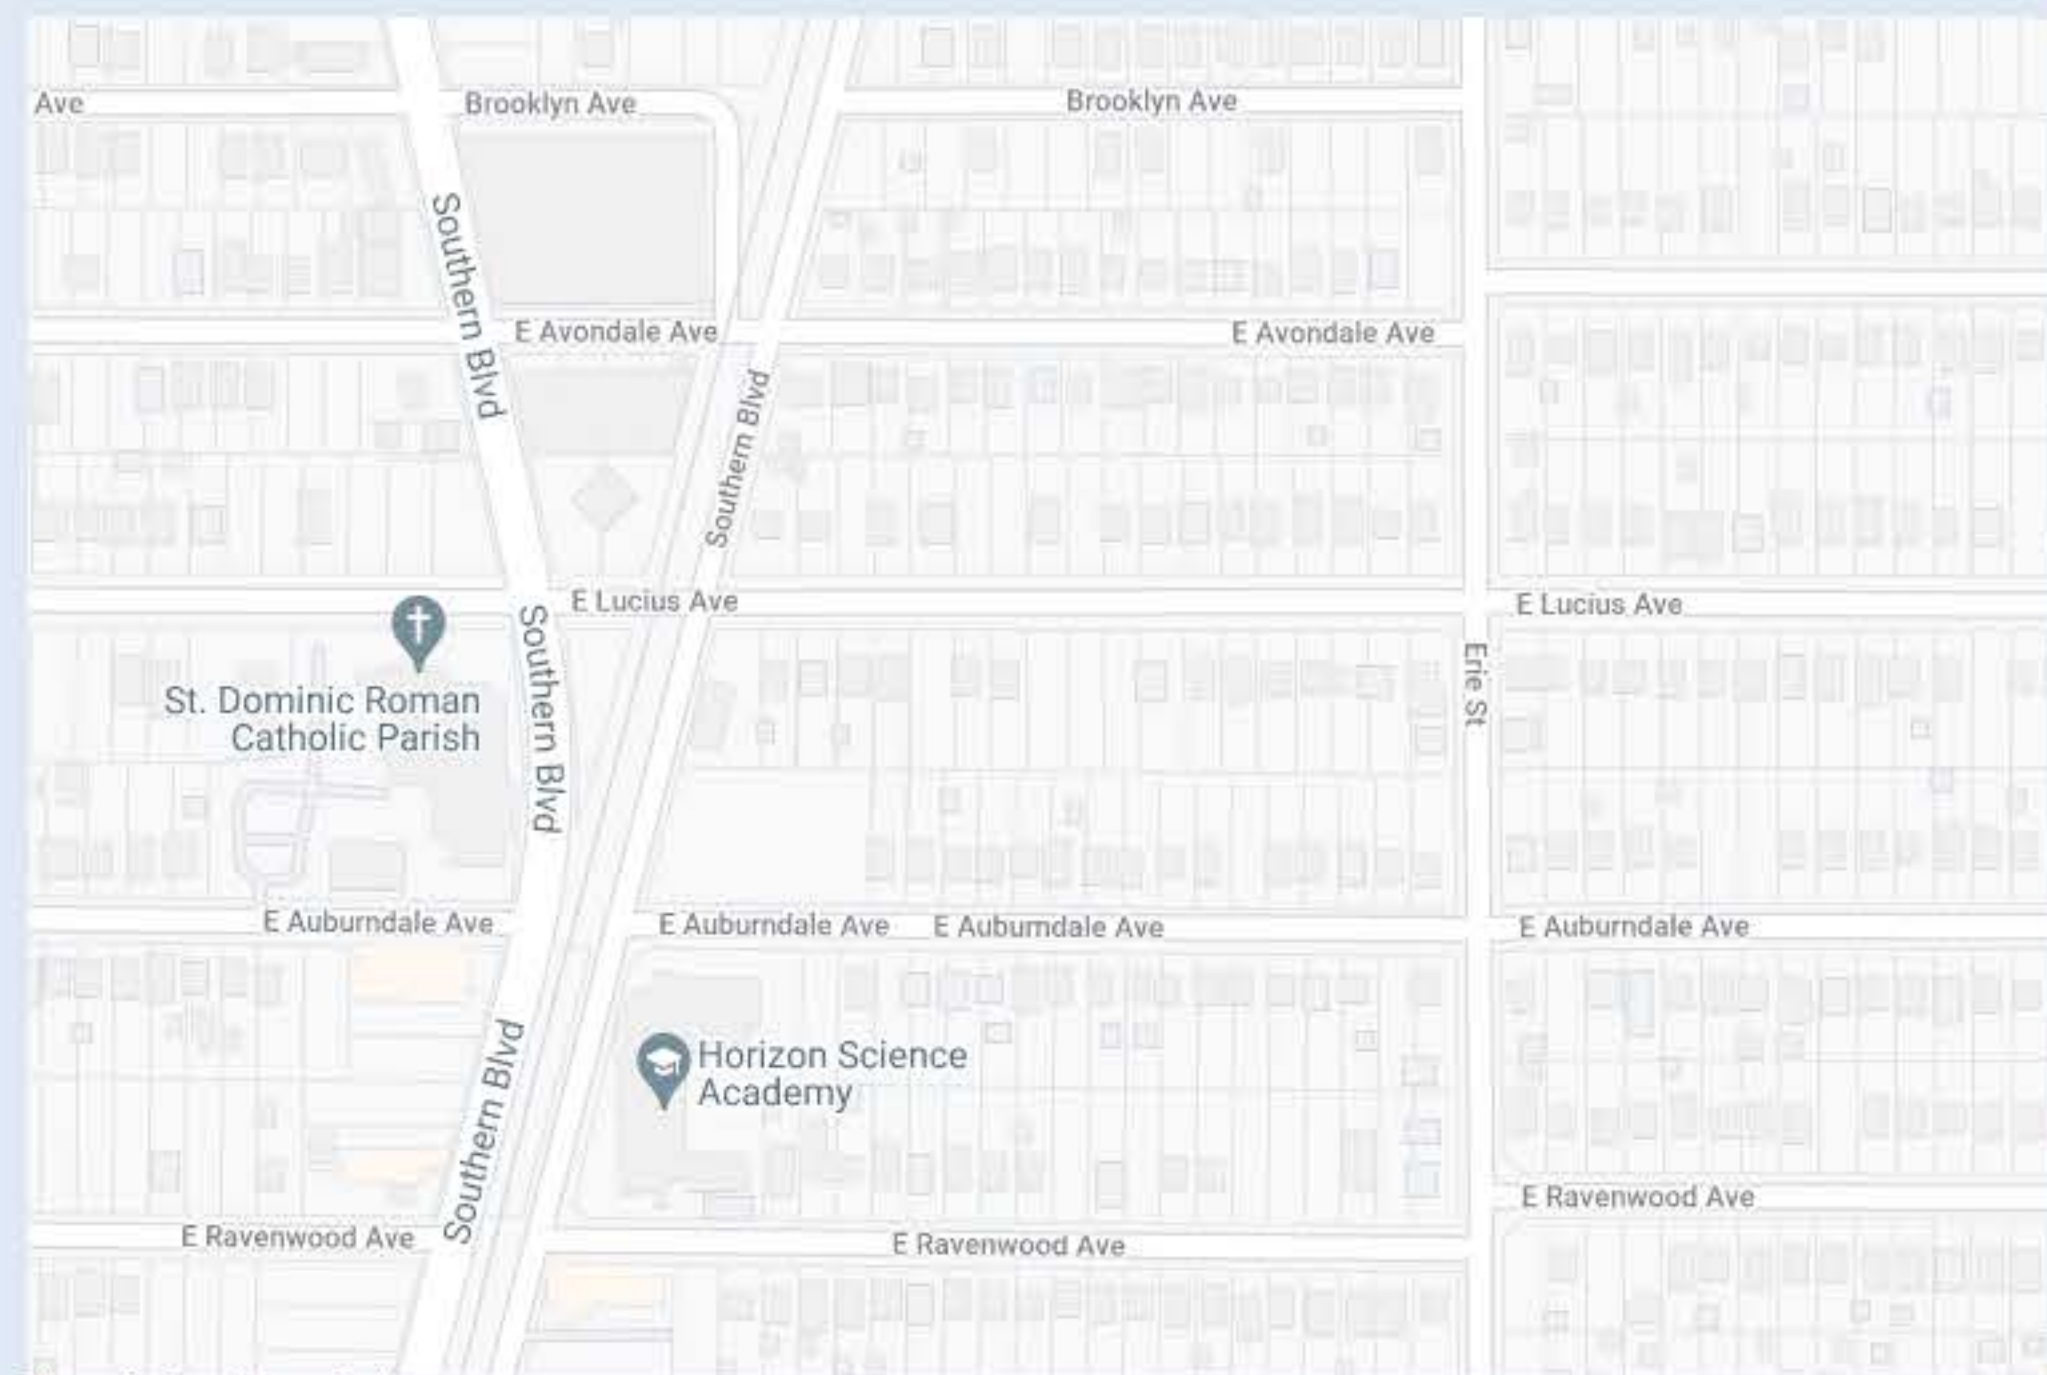 Ave
Brooklyn Ave
Brooklyn Ave
Southern Blvd
E Avondale Ave
E Avondale Ave
Southern Blvd
E Lucius Ave
E Lucius Ave
St. Dominic Roman
Catholic Parish
Southern Blvd
Erie St
E Auburndale Ave
E Auburndale Ave
E Auburndale Ave
E Auburndale Ave
Southern Blvd
Horizon Science
Academy
E Ravenwood Ave
E Ravenwood Ave
E Ravenwood Ave